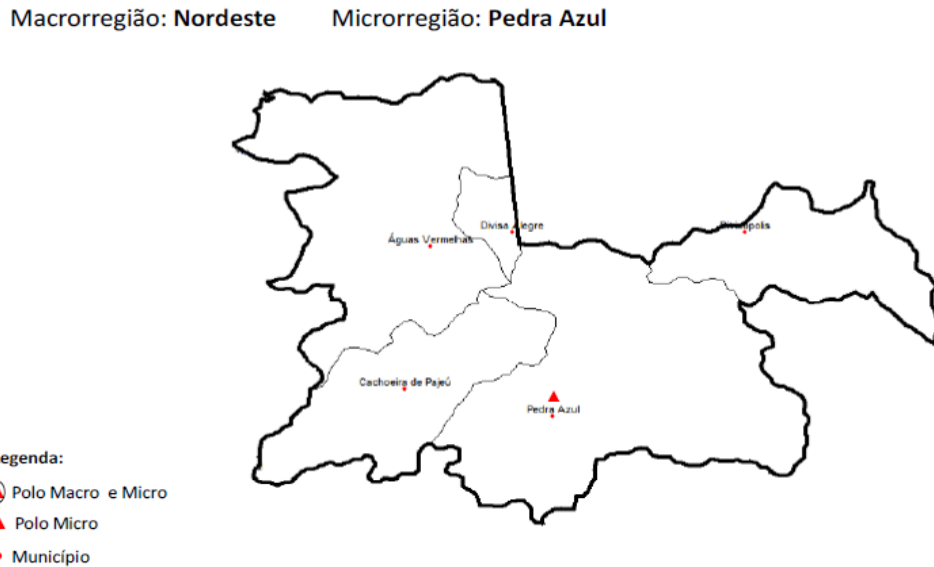 Macrorregião: Nordeste Microrregião: Pedra Azul
Divisa Alegre
Águas Vermelhas
Cachoeira de Pajeú
Pedra Azul
egenda:
Polo Macro e Micro
Polo Micro
Município